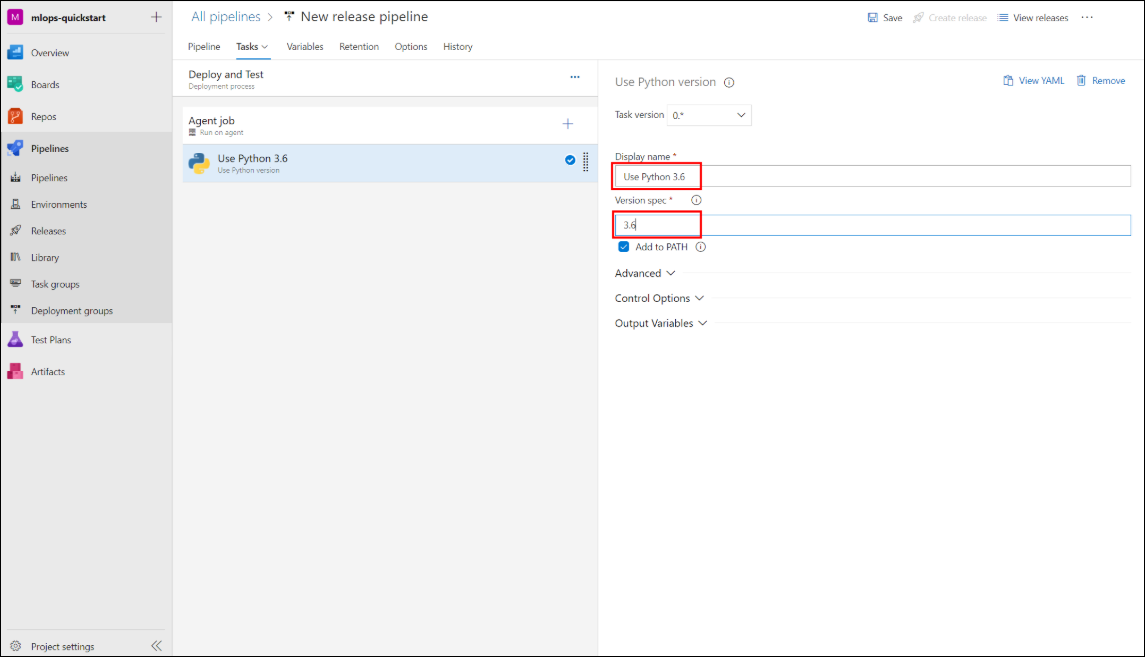 M mlops-quickstart +
Overview
Boards
Repos
Pipelines
Pipelines
Environments
Releases
Library
Task groups
Deployment groups
Test Plans
Artifacts
Project settings
All pipelines > New release pipeline
Save Create release View releases ...
Pipeline Tasks Variables Retention Options History
Deploy and Test
Deployment process
Agent job
Run on agent
Use Python 3.6
Use Python version
Use Python version
View YAML Remove
Task version 0.*
Display name *
Use Python 3.6
Version spec *
3.6
Add to PATH
Advanced
Control Options
Output Variables